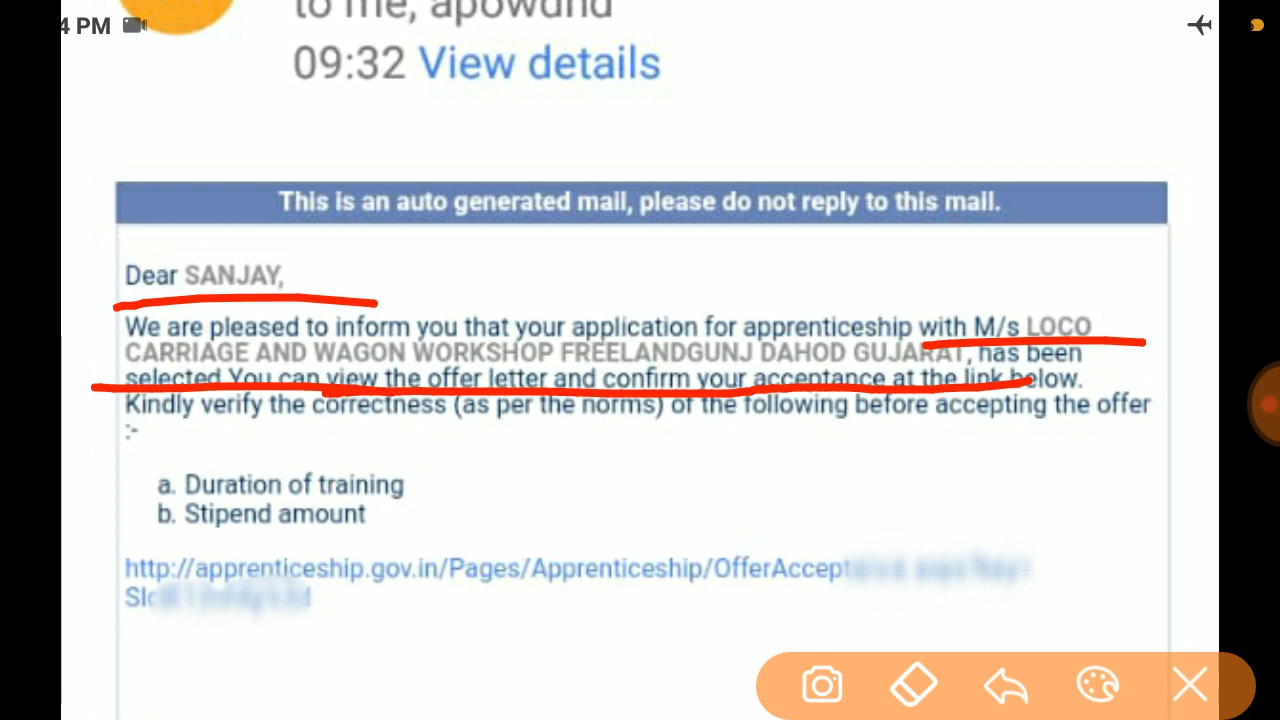 to me, apowdhd
4 PM
09:32 View details
This is an auto generated mail, please do not reply to this mail.
Dear SANJAY,
We are pleased to inform you that your application for apprenticeship with M/s LOCO
CARRIAGE AND WAGON WORKSHOP FREELANDGUNJ DAHOD GUJARAT, has been
selected You can view the offer letter and confirm your acceptance at the link below.
Kindly verify the correctness (as per the norms) of the following before accepting the offer
:-
a. Duration of training
b. Stipend amount
http://apprenticeship.gov.in/Pages/Apprenticeship/OfferAccept